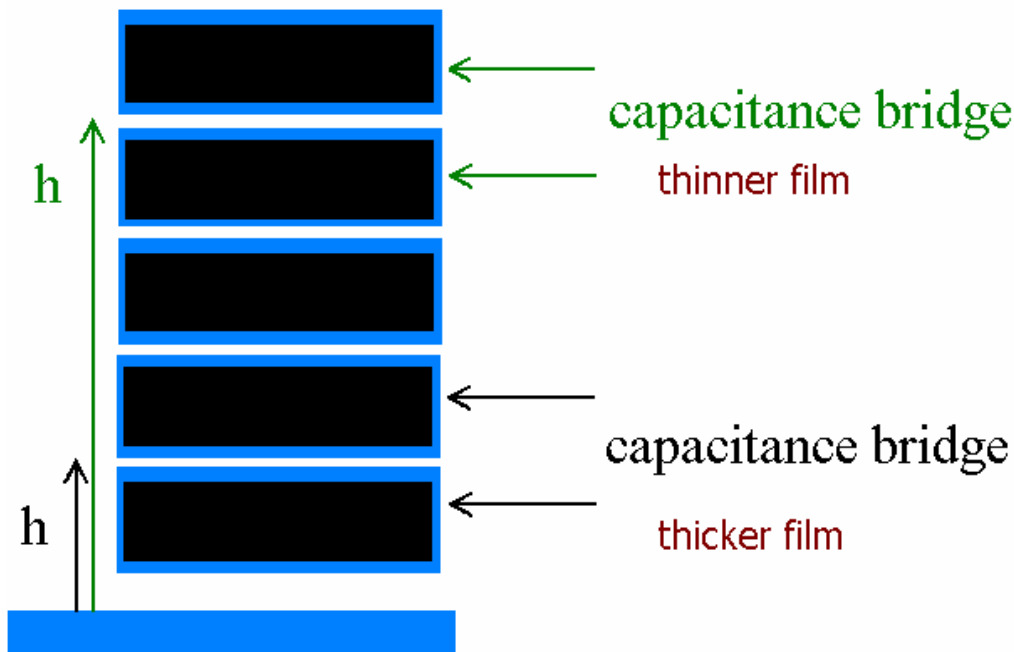 capacitance bridge
thinner film
h
capacitance bridge
thicker film
h